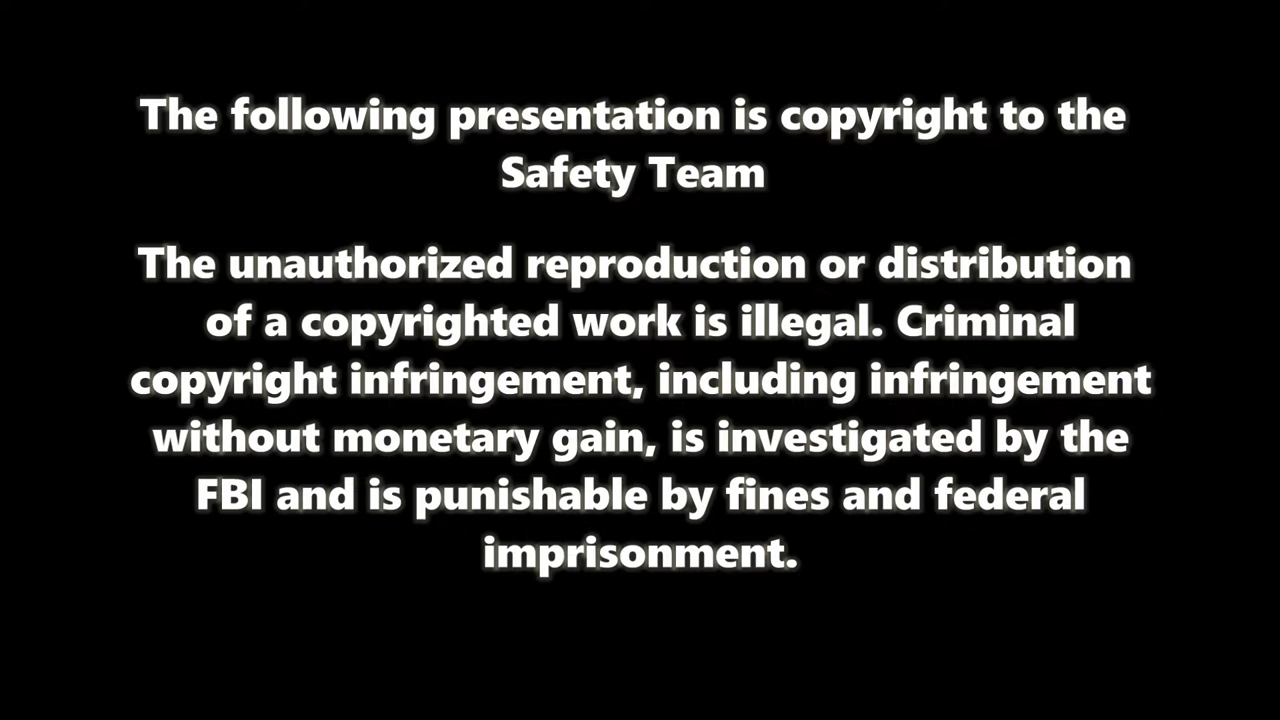 The following presentation is copyright to the
Safety Team
The unauthorized reproduction or distribution
of a copyrighted work is illegal. Criminal
copyright infringement, including infringement
without monetary gain, is investigated by the
FBI and is punishable by fines and federal
imprisonment.